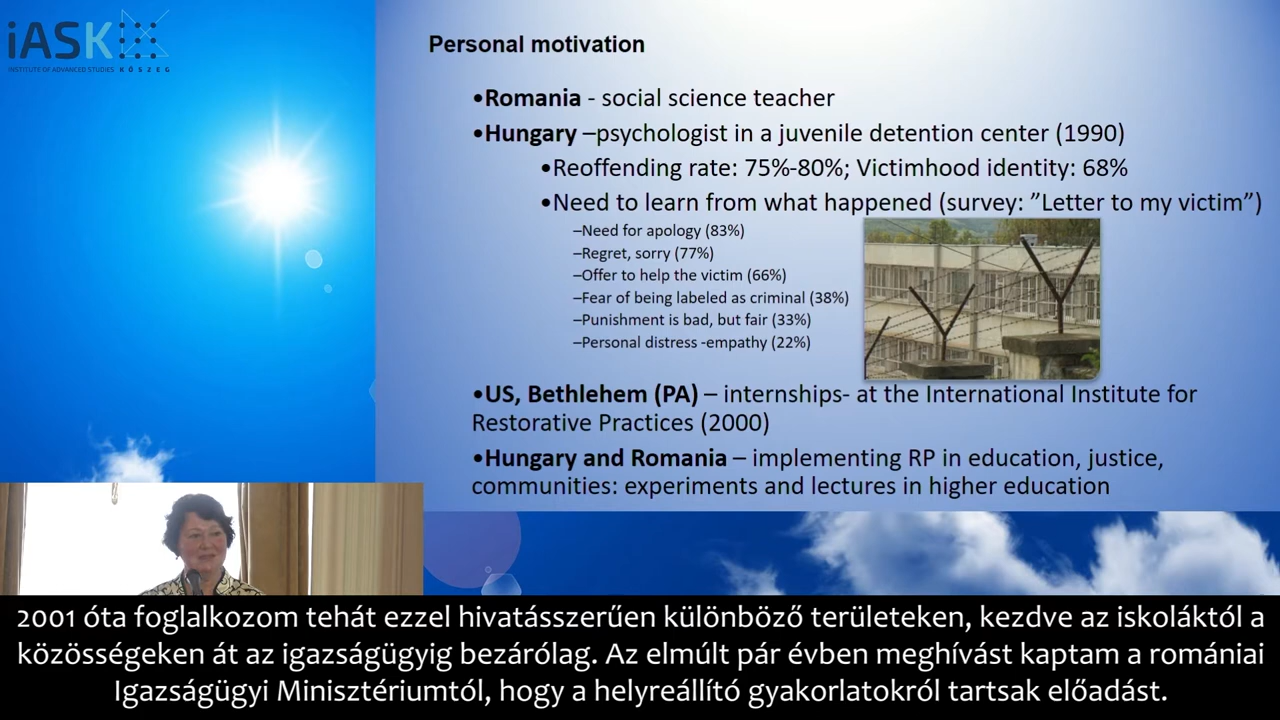 iASK
INSTITUTE OF ADVANCED STUDIES KŐSZEG
Personal motivation
•Romania - social science teacher
•Hungary –psychologist in a juvenile detention center (1990)
•Reoffending rate: 75%-80%; Victimhood identity: 68%
•Need to learn from what happened (survey: ”Letter to my victim”)
–Need for apology (83%)
–Regret, sorry (77%)
–Offer to help the victim (66%)
–Fear of being labeled as criminal (38%)
–Punishment is bad, but fair (33%)
–Personal distress -empathy (22%)
•US, Bethlehem (PA) – internships- at the International Institute for
Restorative Practices (2000)
•Hungary and Romania – implementing RP in education, justice,
communities: experiments and lectures in higher education
2001 óta foglalkozom tehát ezzel hivatásszerűen különböző területeken, kezdve az iskoláktól a
közösségeken át az igazságügyig bezárólag. Az elmúlt pár évben meghívást kaptam a romániai
Igazságügyi Minisztériumtól, hogy a helyreállító gyakorlatokról tartsak előadást.